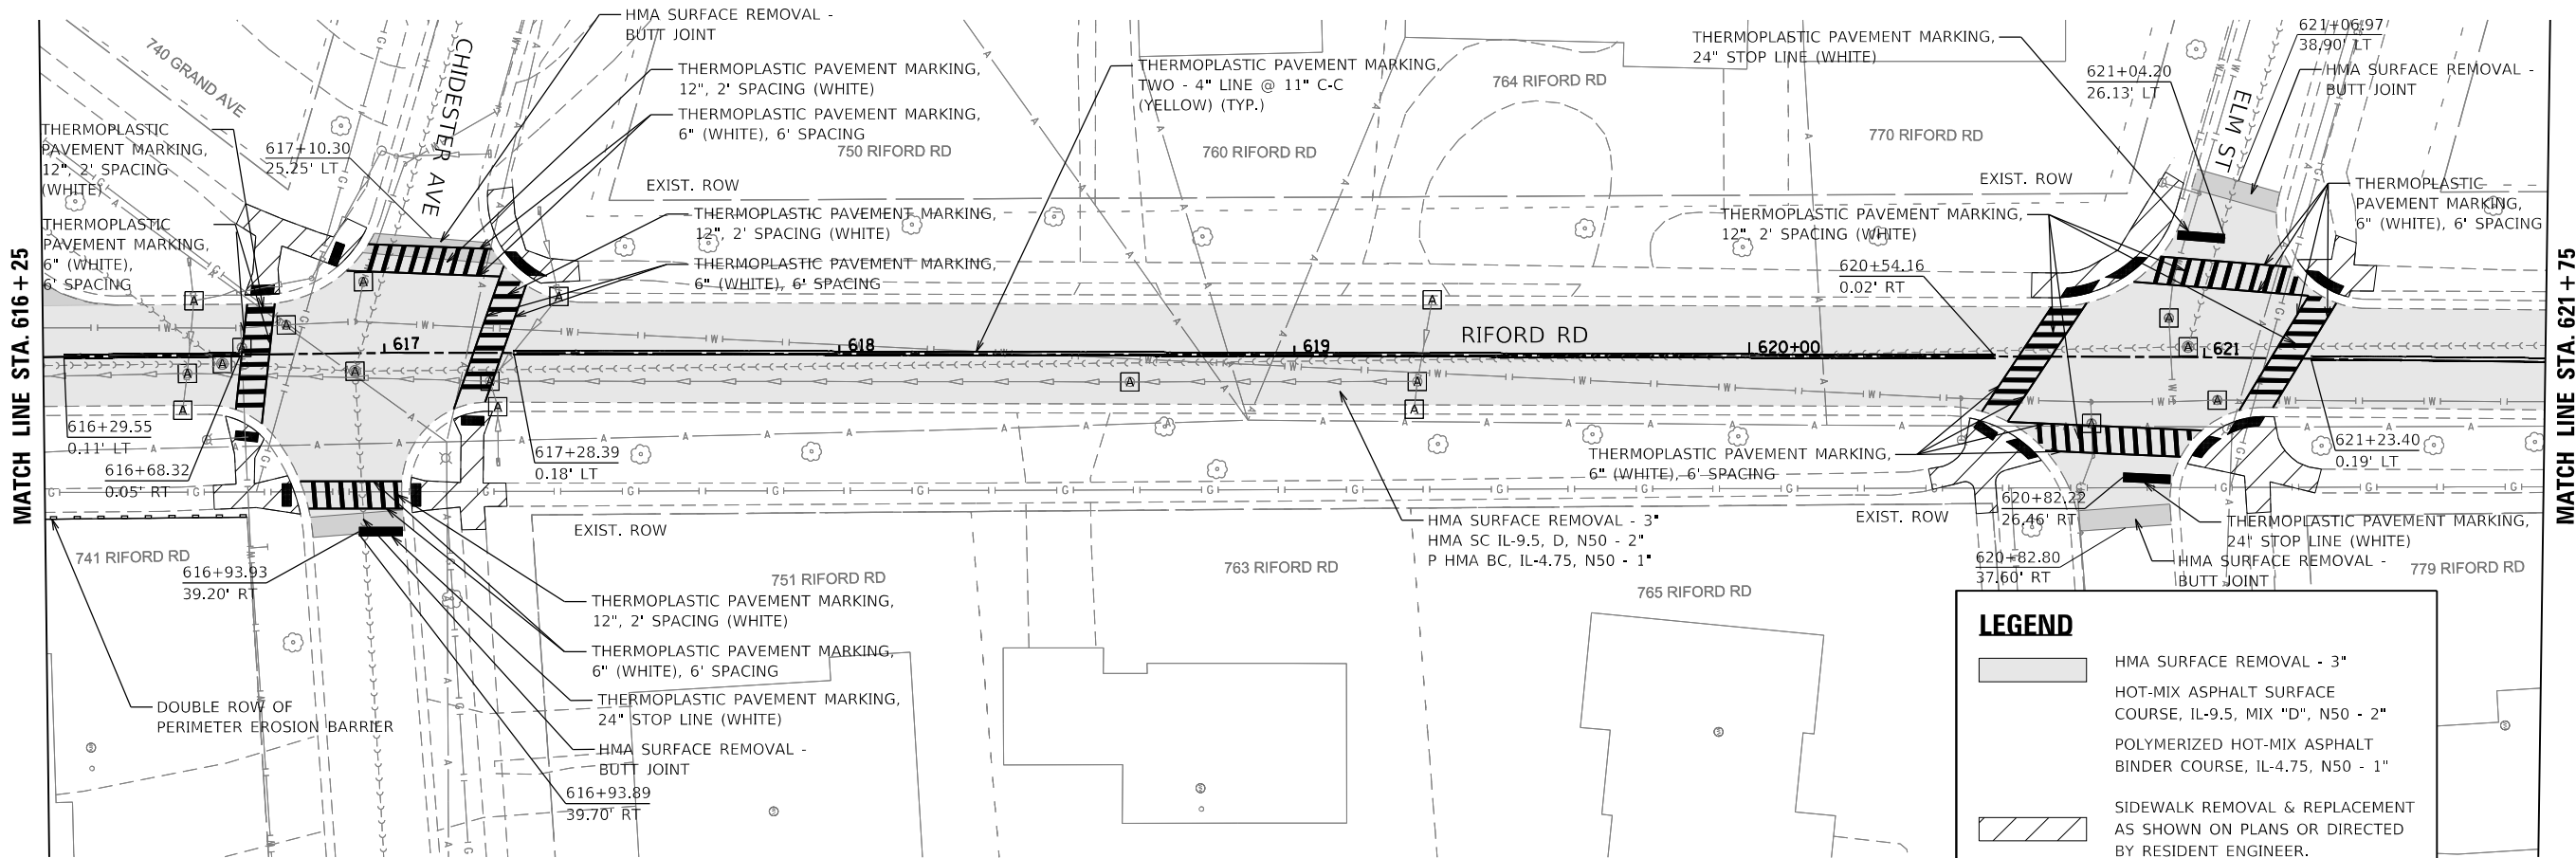 MATCH LINE STA. 616+25
740 GRAND AVE
CHIDESTER AVE
HMA SURFACE REMOVAL -
BUTT JOINT
THERMOPLASTIC PAVEMENT MARKING,
12", 2' SPACING (WHITE)
THERMOPLASTIC PAVEMENT MARKING,
6" (WHITE), 6' SPACING
THERMOPLASTIC
PAVEMENT MARKING,
12", 2' SPACING
(WHITE)
617+10.30
25.25' LT
THERMOPLASTIC
PAVEMENT MARKING,
6" (WHITE),
6' SPACING
EXIST. ROW
THERMOPLASTIC PAVEMENT MARKING,
12", 2' SPACING (WHITE)
THERMOPLASTIC PAVEMENT MARKING,
6" (WHITE), 6' SPACING
750 RIFORD RD
THERMOPLASTIC PAVEMENT MARKING,
TWO - 4" LINE @ 11" C-C
(YELLOW) (TYP.)
760 RIFORD RD
764 RIFORD RD
770 RIFORD RD
THERMOPLASTIC PAVEMENT MARKING,
24" STOP LINE (WHITE)
621+04.20
26.13' LT
621+06.97
38.90' LT
HMA SURFACE REMOVAL -
BUTT JOINT
ELM ST
EXIST. ROW
THERMOPLASTIC
PAVEMENT MARKING,
6" (WHITE), 6' SPACING
THERMOPLASTIC PAVEMENT MARKING,
12", 2' SPACING (WHITE)
620+54.16
0.02' RT
617
618
619
RIFORD RD
620+00
621
MATCH LINE STA. 621+75
616+29.55
0.11' LT
616+68.32
0.05' RT
617+28.39
0.18' LT
621+23.40
0.19' LT
THERMOPLASTIC PAVEMENT MARKING,
6" (WHITE), 6' SPACING
EXIST. ROW
HMA SURFACE REMOVAL - 3"
HMA SC IL-9.5, D, N50 - 2"
P HMA BC, IL-4.75, N50 - 1"
EXIST. ROW
620+82.22
26.46' RT
THERMOPLASTIC PAVEMENT MARKING,
24" STOP LINE (WHITE)
620+82.80
37.60' RT
HMA SURFACE REMOVAL -
BUTT JOINT
741 RIFORD RD
616+93.93
39.20' RT
751 RIFORD RD
763 RIFORD RD
765 RIFORD RD
779 RIFORD RD
THERMOPLASTIC PAVEMENT MARKING,
12", 2' SPACING (WHITE)
THERMOPLASTIC PAVEMENT MARKING,
6" (WHITE), 6' SPACING
THERMOPLASTIC PAVEMENT MARKING,
24" STOP LINE (WHITE)
HMA SURFACE REMOVAL -
BUTT JOINT
616+93.89
39.70' RT
DOUBLE ROW OF
PERIMETER EROSION BARRIER
LEGEND
HMA SURFACE REMOVAL - 3"
HOT-MIX ASPHALT SURFACE
COURSE, IL-9.5, MIX "D", N50 - 2"
POLYMERIZED HOT-MIX ASPHALT
BINDER COURSE, IL-4.75, N50 - 1"
SIDEWALK REMOVAL & REPLACEMENT
AS SHOWN ON PLANS OR DIRECTED
BY RESIDENT ENGINEER.